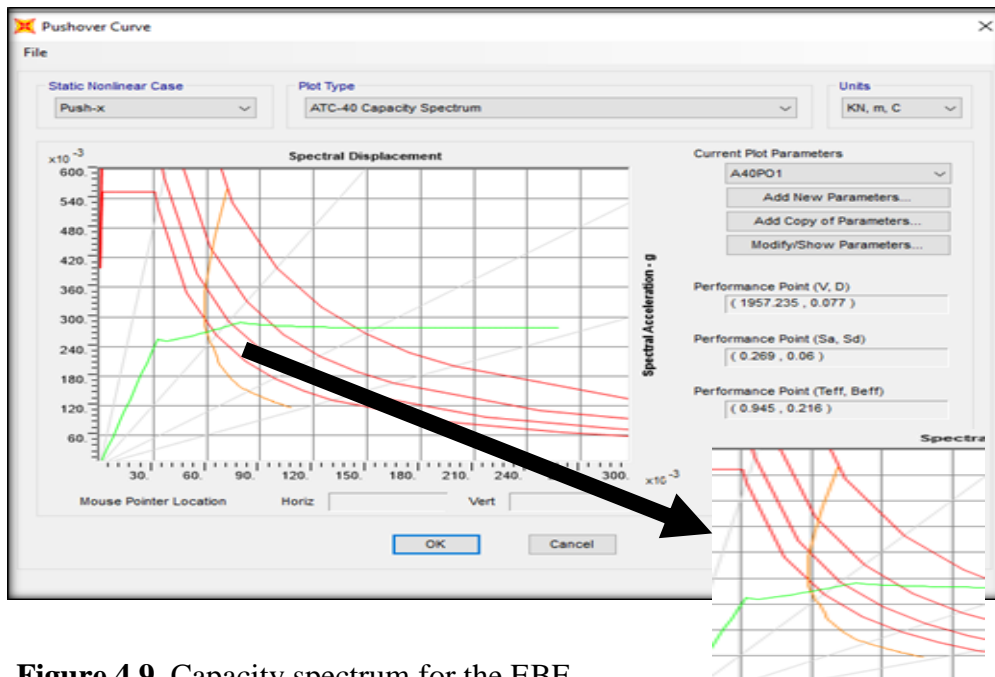 Pushover Curve
File
Static Nonlinear Case
Push-x
Plot Type
ATC-40 Capacity Spectrum
Units
KN, m, C
x10 -3
Spectral Displacement
600.
540.
480.
420.
360.
300.
240.
180.
120.
60.
30. 60. 90. 120. 150. 180. 210. 240. 300. x10 -3
Spectral Acceleration - g
Mouse Pointer Location
Horiz
Vert
OK
Cancel
Current Plot Parameters
A40PO1
Add New Parameters...
Add Copy of Parameters...
Modify/Show Parameters...
Performance Point (V, D)
( 1957.235 , 0.077 )
Performance Point (Sa, Sd)
( 0.269 , 0.06 )
Performance Point (Teff, Beff)
( 0.945 , 0.216 )
Spectra
Figure 4.9. Capacity spectrum for the EBF